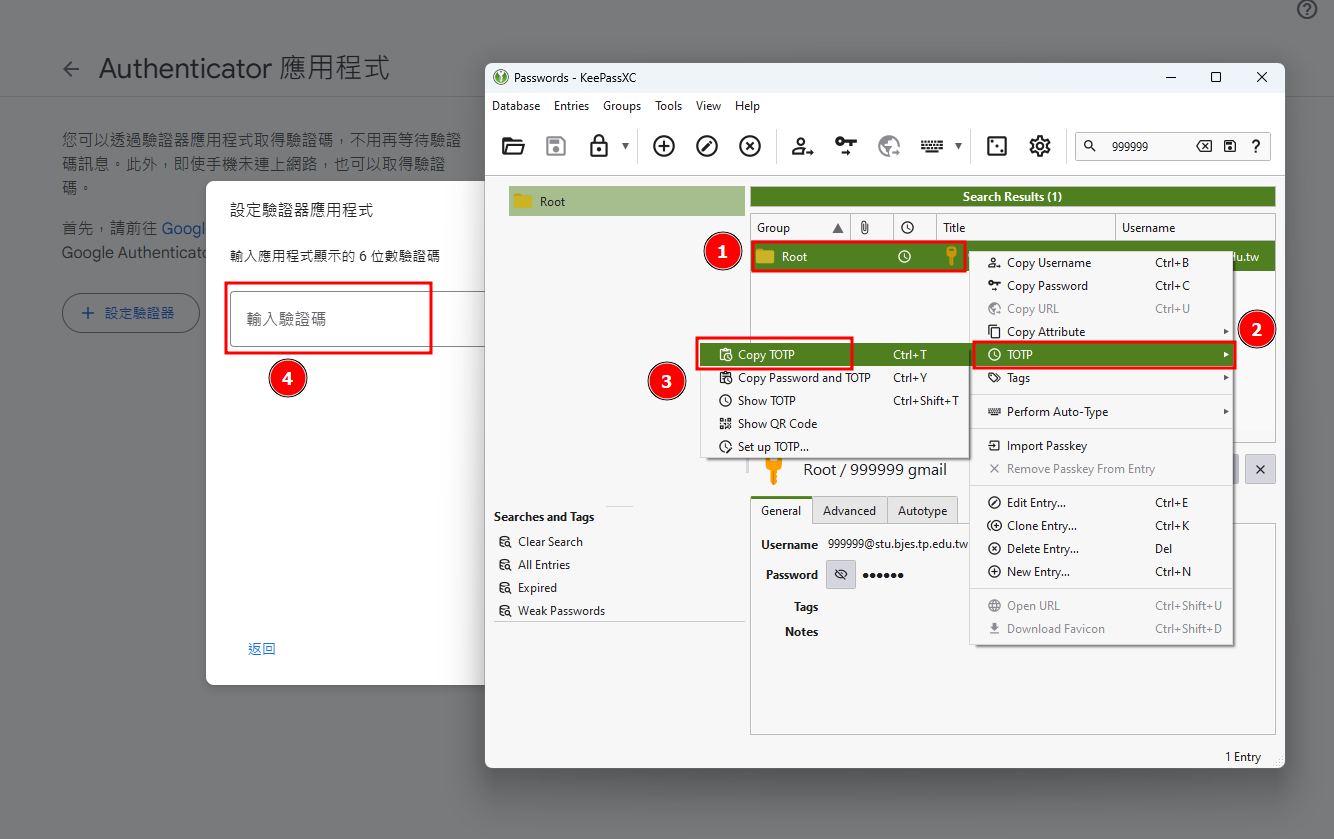 Authenticator 應用程式
您可以透過驗證器應用程式取得驗證碼，不用再等待驗證
碼訊息。此外，即使手機未連上網路，也可以取得驗證
碼。
首先，請前往 Google
Google Authenticato
設定驗證器
設定驗證器應用程式
輸入應用程式顯示的 6 位數驗證碼
輸入驗證碼
4
返回
Passwords - KeePassXC
Database Entries Groups Tools View Help
999999
Root
Search Results (1)
Group Title Username
1
Root
du.tw
Copy Username Ctrl+B
Copy Password Ctrl+C
Copy URL Ctrl+U
Copy Attribute
2
TOTP
Tags
Perform Auto-Type
Import Passkey
Remove Passkey From Entry
Edit Entry... Ctrl+E
Clone Entry... Ctrl+K
Delete Entry... Del
New Entry... Ctrl+N
Open URL Ctrl+Shift+U
Download Favicon Ctrl+Shift+D
3
Copy TOTP Ctrl+T
Copy Password and TOTP Ctrl+Y
Show TOTP Ctrl+Shift+T
Show QR Code
Set up TOTP...
Root / 999999 gmail
General Advanced Autotype
Username 999999@stu.bjes.tp.edu.tw
Password ●●●●●●
Tags
Notes
Searches and Tags
Clear Search
All Entries
Expired
Weak Passwords
1 Entry